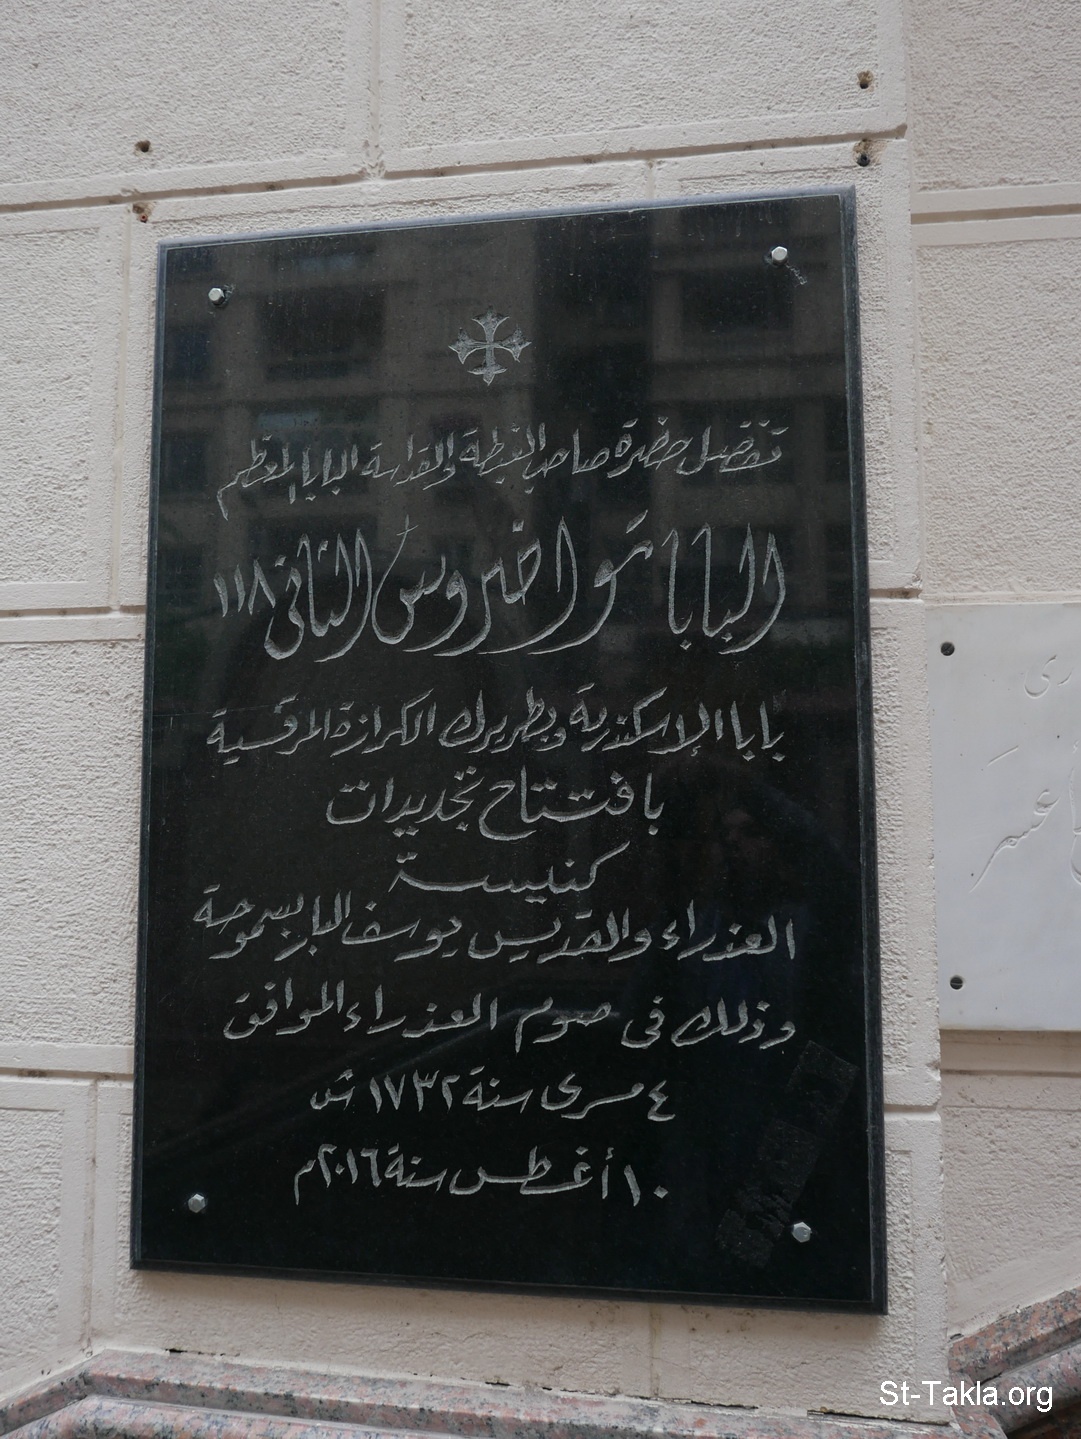 تفضل حضرة صاحب الغبطة والقداسة البابا المعظم
البابا تواضروس الثانى ١١٨
بابا الإسكندرية وبطريرك الكرازة المرقسية
بافتتاح تجديدات
كنيسة
العذراء والقديس يوسف البار بسموحة
وذلك فى صوم العذراء الموافق
٤ مسرى سنة ١٧٣٢ ش
١٠ أغسطس سنة ٢٠١٦م
St-Takla.org